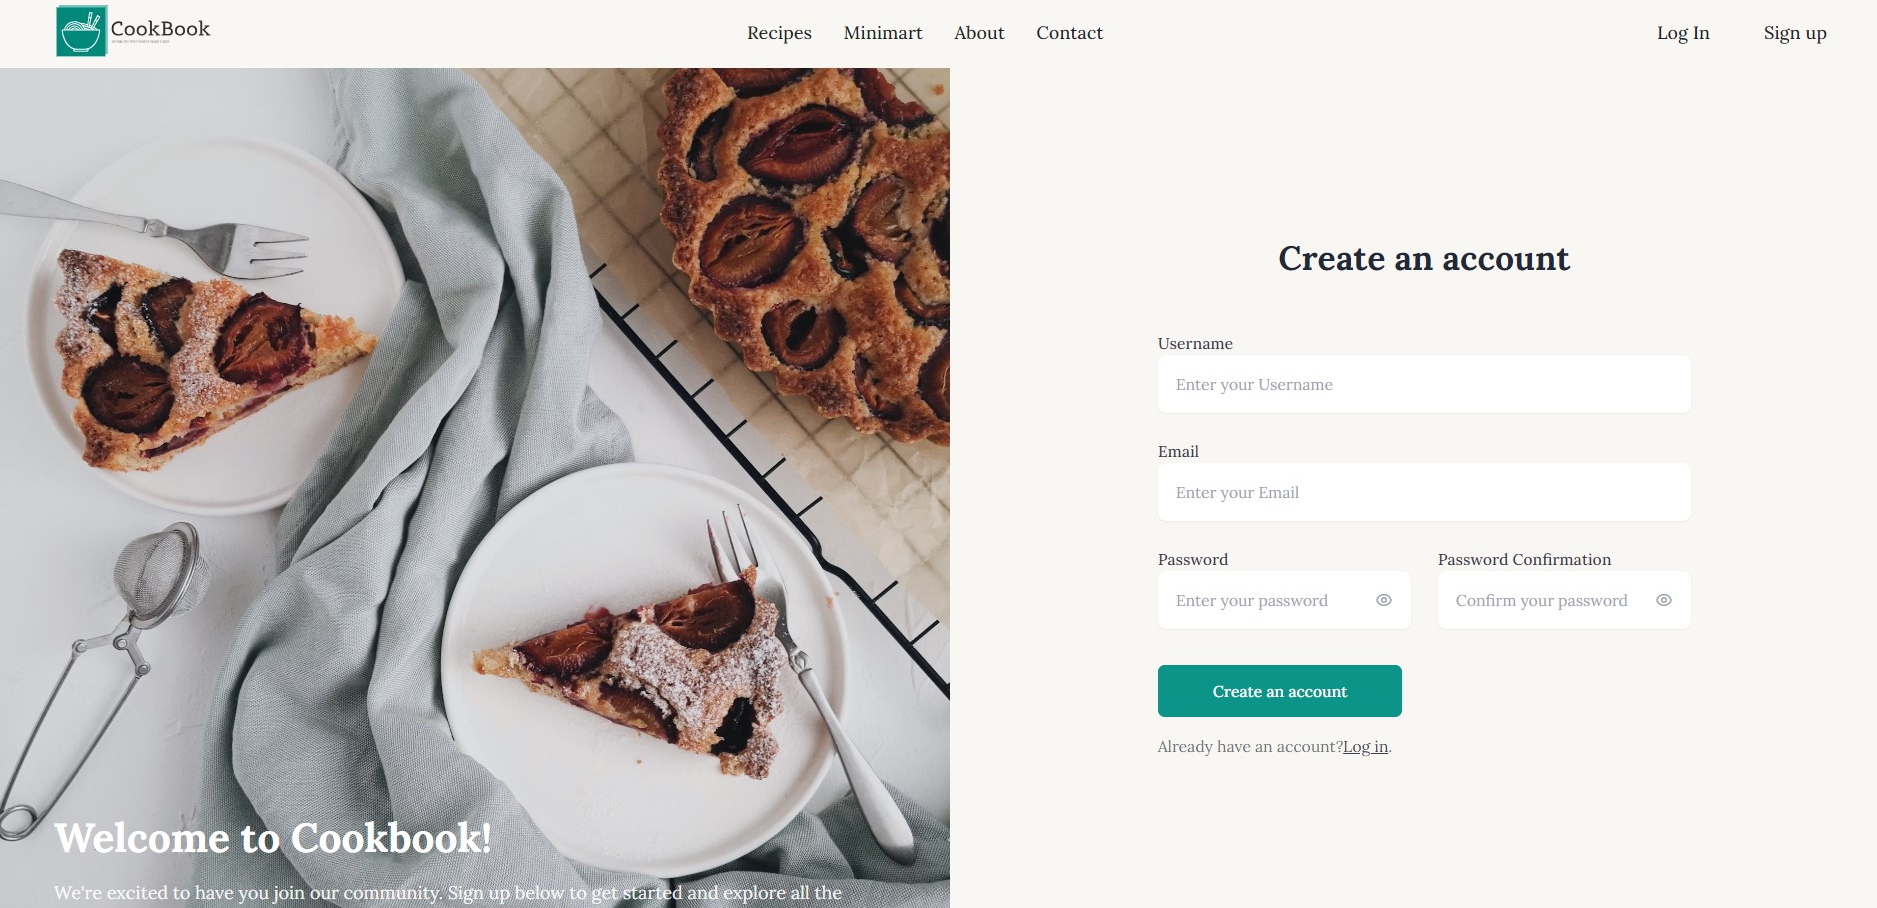 CookBook
Recipes Minimart About Contact
Log In Sign up
Welcome to Cookbook!
We're excited to have you join our community. Sign up below to get started and explore all the
Create an account
Username
Enter your Username
Email
Enter your Email
Password Password Confirmation
Enter your password Confirm your password
Create an account
Already have an account?Log in.